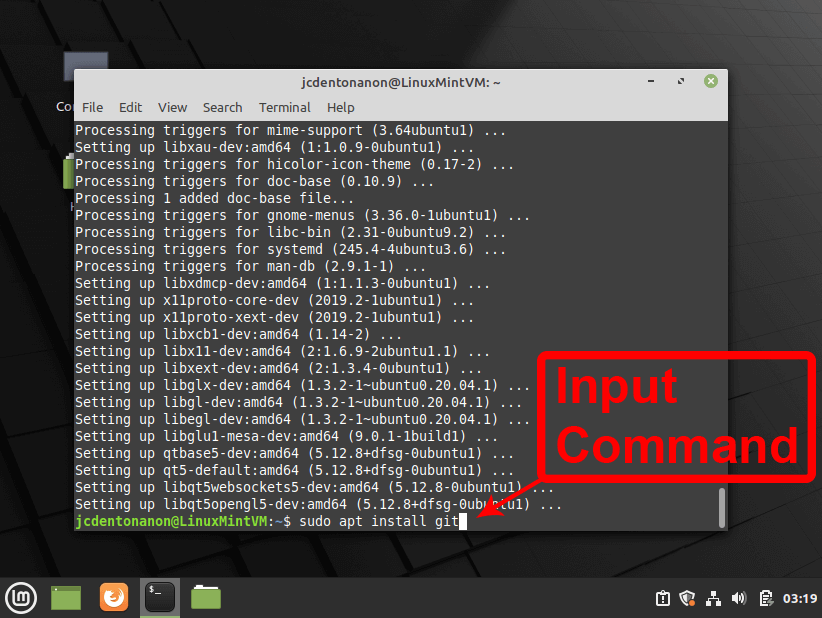 jcdentonanon@LinuxMintVM: ~
File Edit View Search Terminal Help
Processing triggers for mime-support (3.64ubuntu1) ...
Setting up libxau-dev:amd64 (1:1.0.9-0ubuntu1) ...
Processing triggers for hicolor-icon-theme (0.17-2) ...
Processing triggers for doc-base (0.10.9) ...
Processing 1 added doc-base file...
Processing triggers for gnome-menus (3.36.0-1ubuntu1) ...
Processing triggers for libc-bin (2.31-0ubuntu9.2) ...
Processing triggers for systemd (245.4-4ubuntu3.6) ...
Processing triggers for man-db (2.9.1-1) ...
Setting up libxdmcp-dev:amd64 (1:1.1.3-0ubuntu1) ...
Setting up x11proto-core-dev (2019.2-1ubuntu1) ...
Setting up x11proto-xext-dev (2019.2-1ubuntu1) ...
Setting up libxcb1-dev:amd64 (1.14-2) ...
Setting up libx11-dev:amd64 (2:1.6.9-2ubuntu1.1) ...
Setting up libxext-dev:amd64 (2:1.3.4-0ubuntu1) ...
Setting up libglx-dev:amd64 (1.3.2-1~ubuntu0.20.04.1) ...
Setting up libgl-dev:amd64 (1.3.2-1~ubuntu0.20.04.1) ...
Setting up libegl-dev:amd64 (1.3.2-1~ubuntu0.20.04.1) ...
Setting up libglu1-mesa-dev:amd64 (9.0.1-1build1) ...
Setting up qtbase5-dev:amd64 (5.12.8+dfsg-0ubuntu1) ...
Setting up qt5-default:amd64 (5.12.8+dfsg-0ubuntu1) ...
Setting up libqt5websockets5-dev:amd64 (5.12.8-0ubuntu1) ...
Setting up libqt5opengl5-dev:amd64 (5.12.8+dfsg-0ubuntu1) ...
jcdentonanon@LinuxMintVM:~$ sudo apt install git
Input
Command
03:19